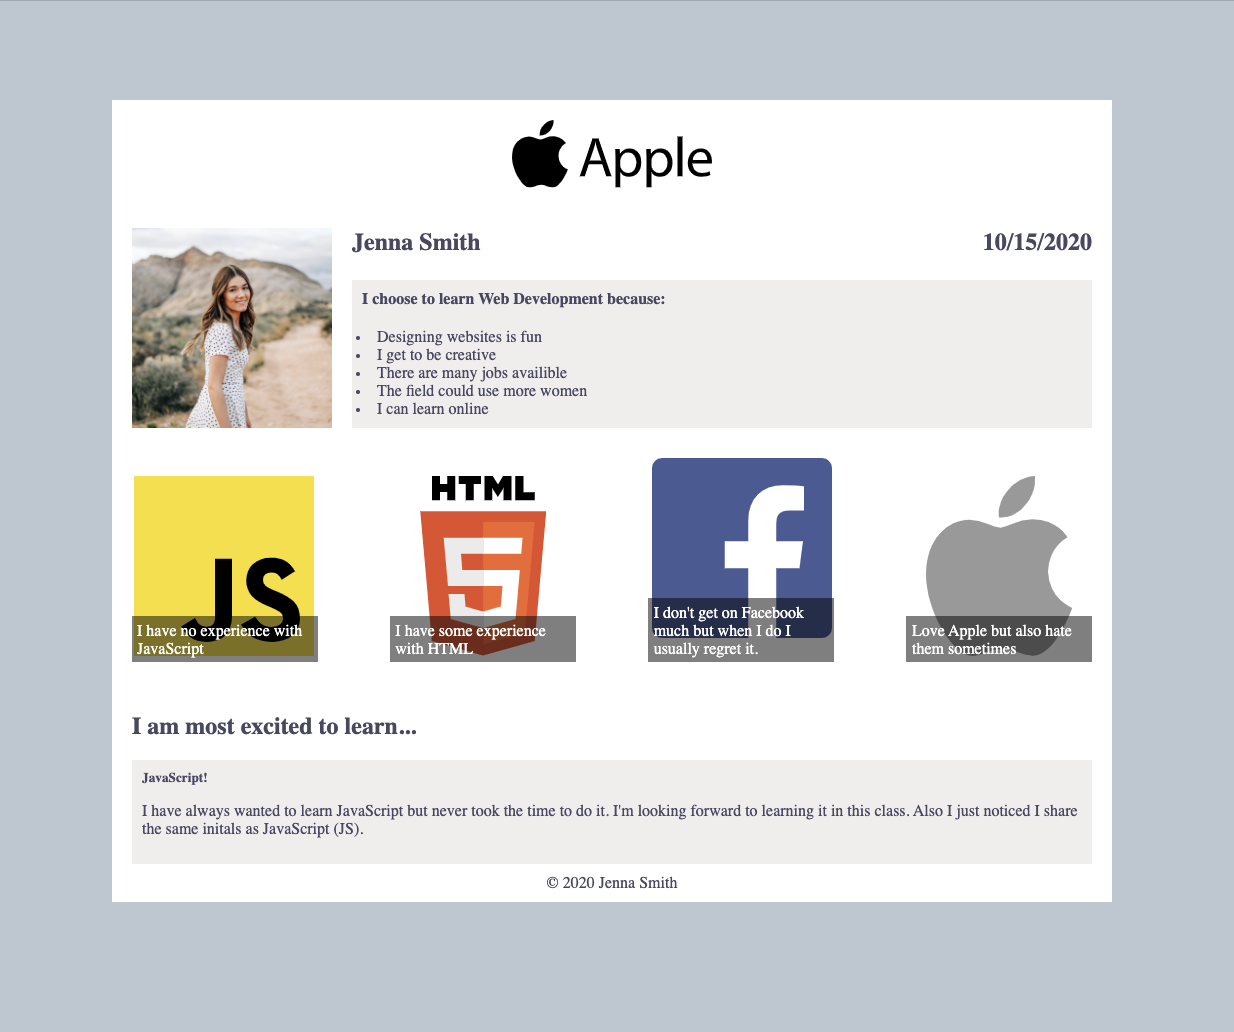 Apple
Jenna Smith
10/15/2020
I choose to learn Web Development because:
• Designing websites is fun
• I get to be creative
• There are many jobs availible
• The field could use more women
• I can learn online
JS
I have no experience with
JavaScript
HTML
5
I have some experience
with HTML
f
I don't get on Facebook
much but when I do I
usually regret it.
Love Apple but also hate
them sometimes
I am most excited to learn...
JavaScript!
I have always wanted to learn JavaScript but never took the time to do it. I'm looking forward to learning it in this class. Also I just noticed I share
the same initals as JavaScript (JS).
© 2020 Jenna Smith